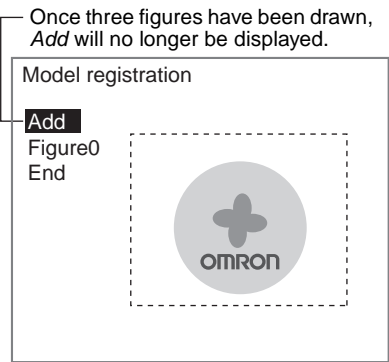 Once three figures have been drawn,
Add will no longer be displayed.
Model registration
Add
Figure0
End
OMRON